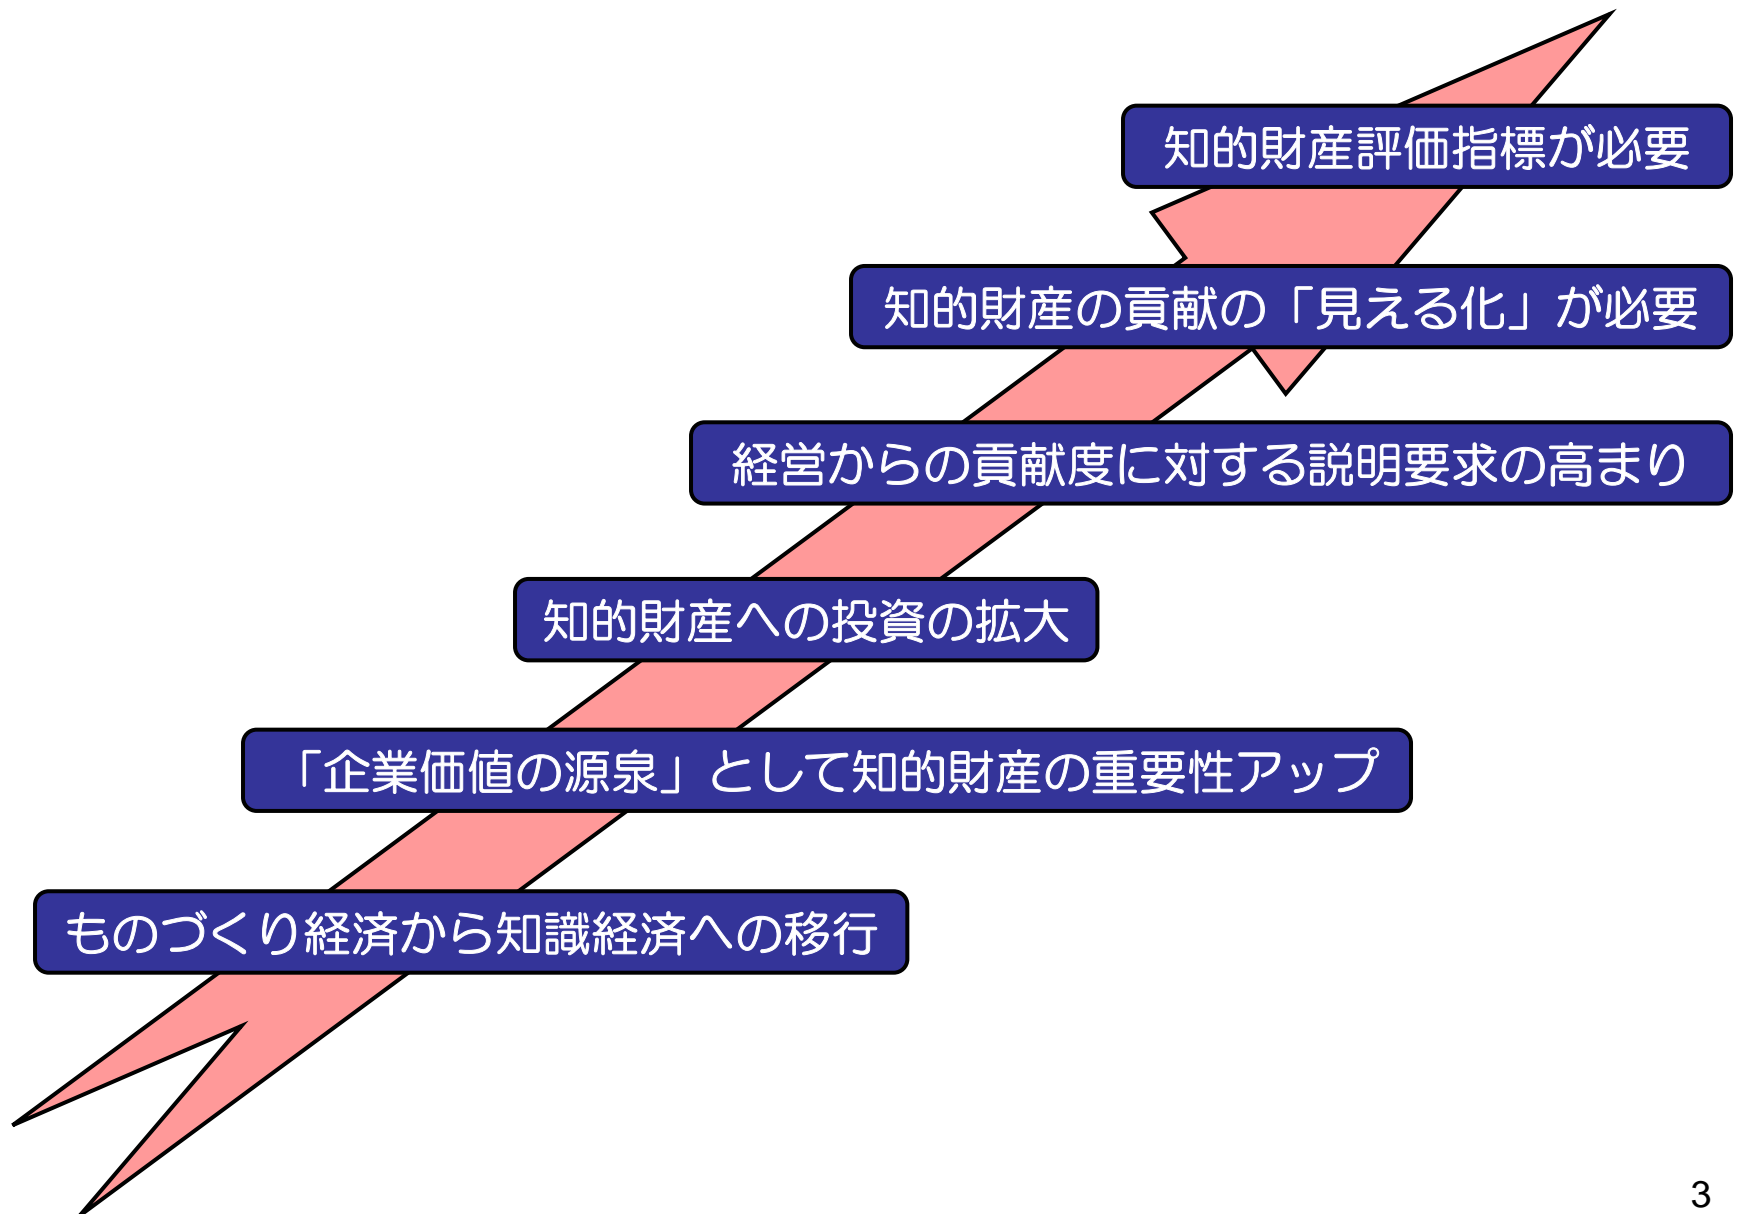 知的財産評価指標が必要
知的財産の貢献の「見える化」が必要
経営からの貢献度に対する説明要求の高まり
知的財産への投資の拡大
「企業価値の源泉」として知的財産の重要性アップ
ものづくり経済から知識経済への移行
3